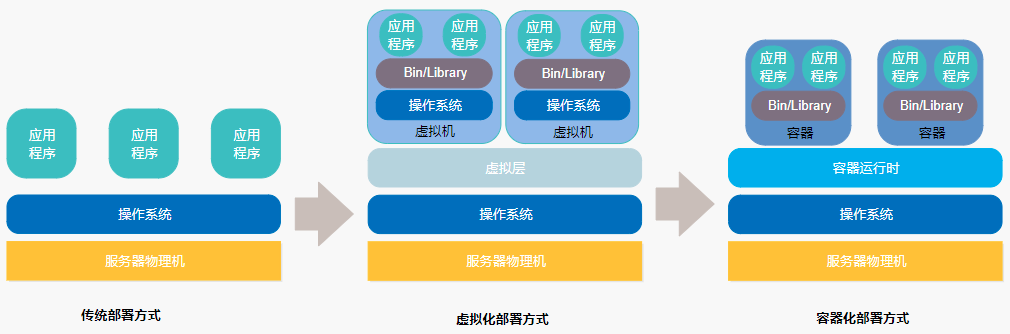 应用
程序
应用
程序
应用
程序
操作系统
服务器物理机
传统部署方式
应用
程序
应用
程序
Bin/Library
操作系统
虚拟机
应用
程序
应用
程序
Bin/Library
操作系统
虚拟机
虚拟层
操作系统
服务器物理机
虚拟化部署方式
应用
程序
应用
程序
Bin/Library
容器
应用
程序
应用
程序
Bin/Library
容器
容器运行时
操作系统
服务器物理机
容器化部署方式